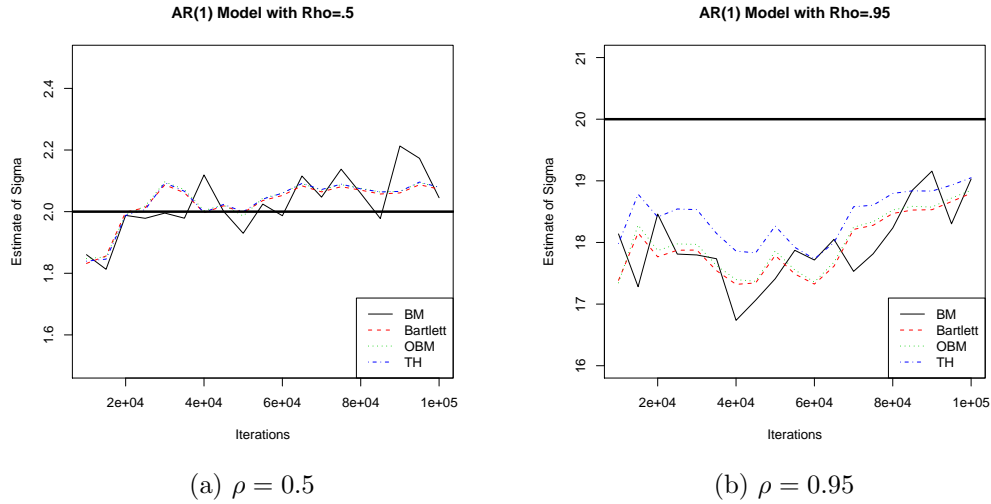 AR(1) Model with Rho=.5
Estimate of Sigma
2.4
2.2
2.0
1.8
1.6
BM
Bartlett
OBM
TH
2e+04 4e+04 6e+04 8e+04 1e+05
Iterations
(a) ρ = 0.5
AR(1) Model with Rho=.95
Estimate of Sigma
21
20
19
18
17
16
BM
Bartlett
OBM
TH
2e+04 4e+04 6e+04 8e+04 1e+05
Iterations
(b) ρ = 0.95